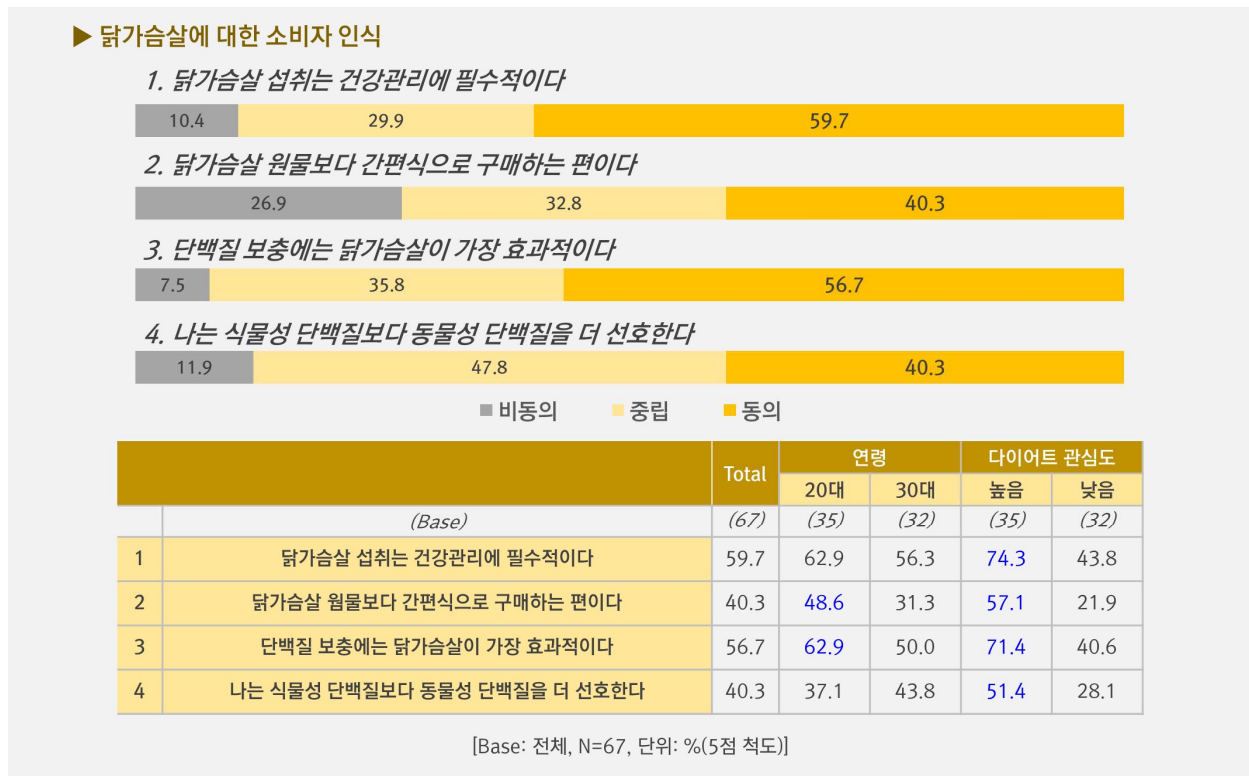 ▶ 닭가슴살에 대한 소비자 인식
1. 닭가슴살 섭취는 건강관리에 필수적이다
10.4 29.9 59.7
2. 닭가슴살 원물보다 간편식으로 구매하는 편이다
26.9 32.8 40.3
3. 단백질 보충에는 닭가슴살이 가장 효과적이다
7.5 35.8 56.7
4. 나는 식물성 단백질보다 동물성 단백질을 더 선호한다
11.9 47.8 40.3
비동의 중립 동의
Total 연령 다이어트 관심도
20대 30대 높음 낮음
(Base) (67) (35) (32) (35) (32)
1 닭가슴살 섭취는 건강관리에 필수적이다 59.7 62.9 56.3 74.3 43.8
2 닭가슴살 원물보다 간편식으로 구매하는 편이다 40.3 48.6 31.3 57.1 21.9
3 단백질 보충에는 닭가슴살이 가장 효과적이다 56.7 62.9 50.0 71.4 40.6
4 나는 식물성 단백질보다 동물성 단백질을 더 선호한다 40.3 37.1 43.8 51.4 28.1
[Base: 전체, N=67, 단위: %(5점 척도)]